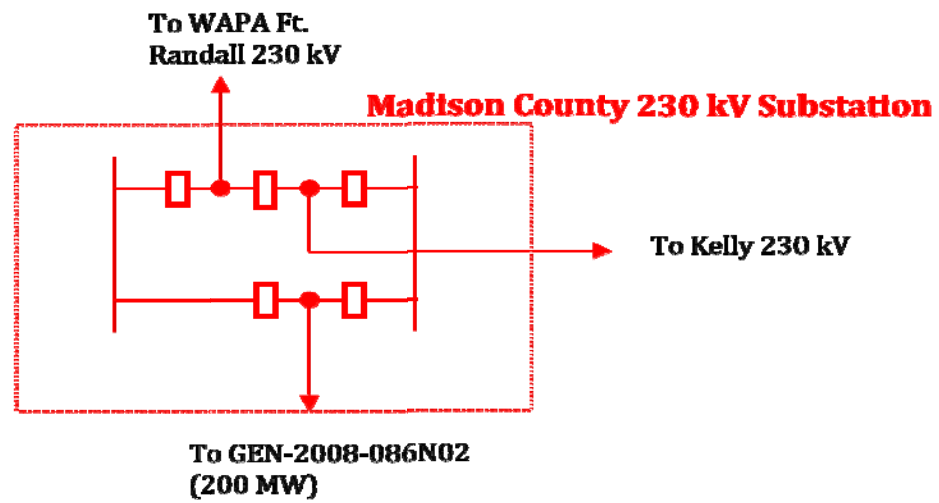 To WAPA Ft.
Randall 230 kV
Madison County 230 kV Substation
To Kelly 230 kV
To GEN-2008-086N02
(200 MW)